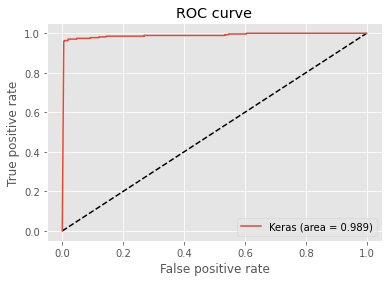 ROC curve
True positive rate
1.0
0.8
0.6
0.4
0.2
0.0
Keras (area = 0.989)
0.0 0.2 0.4 0.6 0.8 1.0
False positive rate